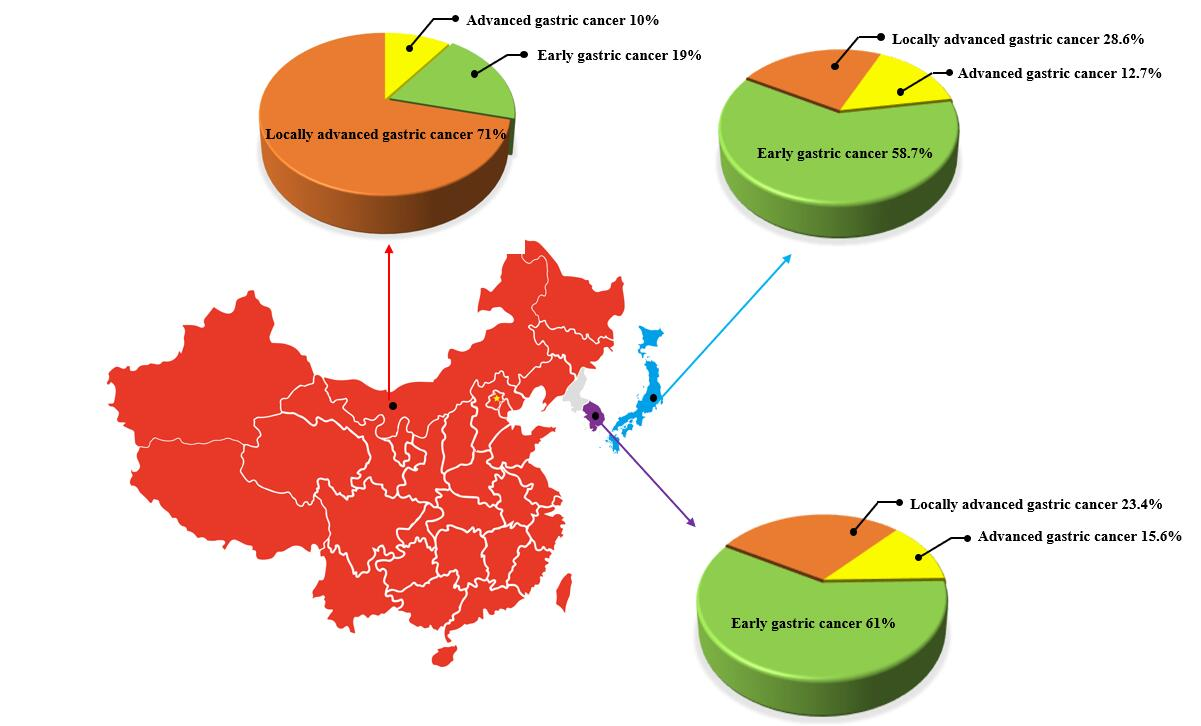 Advanced gastric cancer 10%
Early gastric cancer 19%
Locally advanced gastric cancer 71%
Locally advanced gastric cancer 28.6%
Advanced gastric cancer 12.7%
Early gastric cancer 58.7%
Locally advanced gastric cancer 23.4%
Advanced gastric cancer 15.6%
Early gastric cancer 61%